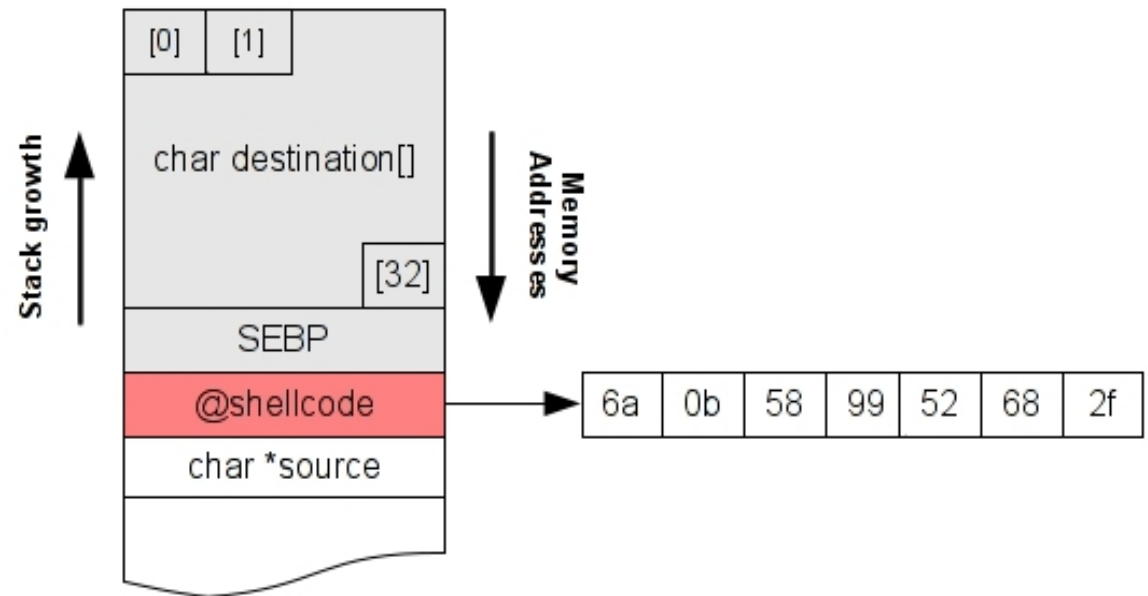 [0] [1]
char destination[]
[32]
SEBP
@shellcode
char *source
Stack growth
Memory
Addresses
6a 0b 58 99 52 68 2f